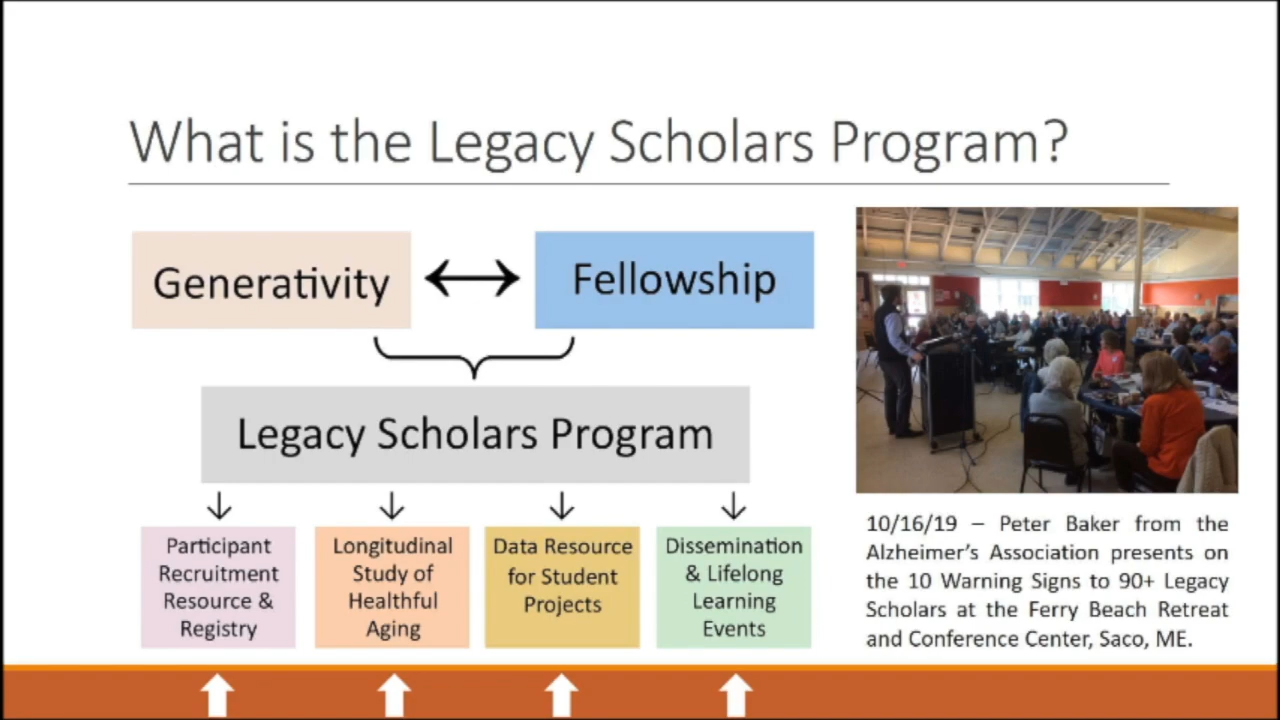 What is the Legacy Scholars Program?
Generativity
Fellowship
Legacy Scholars Program
Participant
Recruitment
Resource &
Registry
Longitudinal
Study of
Healthful
Aging
Data Resource
for Student
Projects
Dissemination
& Lifelong
Learning
Events
10/16/19 – Peter Baker from the
Alzheimer's Association presents on
the 10 Warning Signs to 90+ Legacy
Scholars at the Ferry Beach Retreat
and Conference Center, Saco, ME.